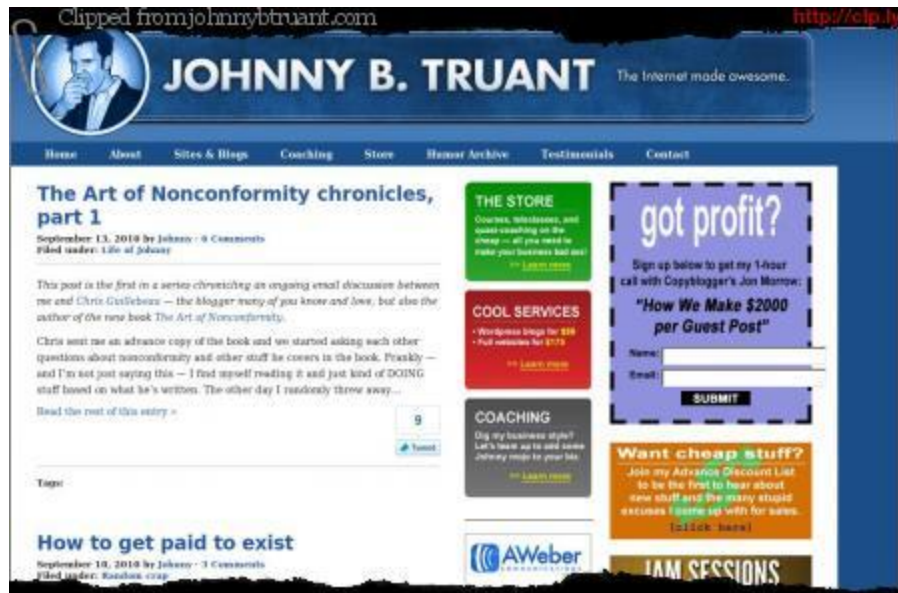 Clipped from johnnybtruant.com
http://clp.ly
JOHNNY B. TRUANT
The Internet made awesome.
Home About Sites & Blogs Coaching Store Humor Archive Testimonials Contact
The Art of Nonconformity chronicles,
part 1
September 13, 2010 by Johnny · 6 Comments
Filed under: Life of Johnny
This post is the first in a series chronicling an ongoing email discussion between
me and Chris Guillebeau — the blogger many of you know and love, but also the
author of the new book The Art of Nonconformity.
Chris sent me an advance copy of the book and we started asking each other
questions about nonconformity and other stuff he covers in the book. Frankly —
and I'm not just saying this — I find myself reading it and just kind of DOING
stuff based on what he's written. The other day I randomly threw away...
Read the rest of this entry »
9
Tweet
Tags:
How to get paid to exist
September 10, 2010 by Johnny · 3 Comments
Filed under: Random crap
THE STORE
Courses, teleclasses, and
quasi-coaching on the
cheap — all you need to
make your business bad ass!
>> Learn more
COOL SERVICES
• Wordpress blogs for $89
• Full websites for $175
>> Learn more
COACHING
Dig my business style?
Let's team up to add some
Johnny mojo to your biz
>> Learn more
AWeber
communications
got profit?
Sign up below to get my 1-hour
call with Copyblogger's Jon Morrow:
"How We Make $2000
per Guest Post"
Name:
Email:
SUBMIT
Want cheap stuff?
Join my Advance Discount List
to be the first to hear about
new stuff and the many stupid
excuses I come up with for sales.
[click here]
JAM SESSIONS